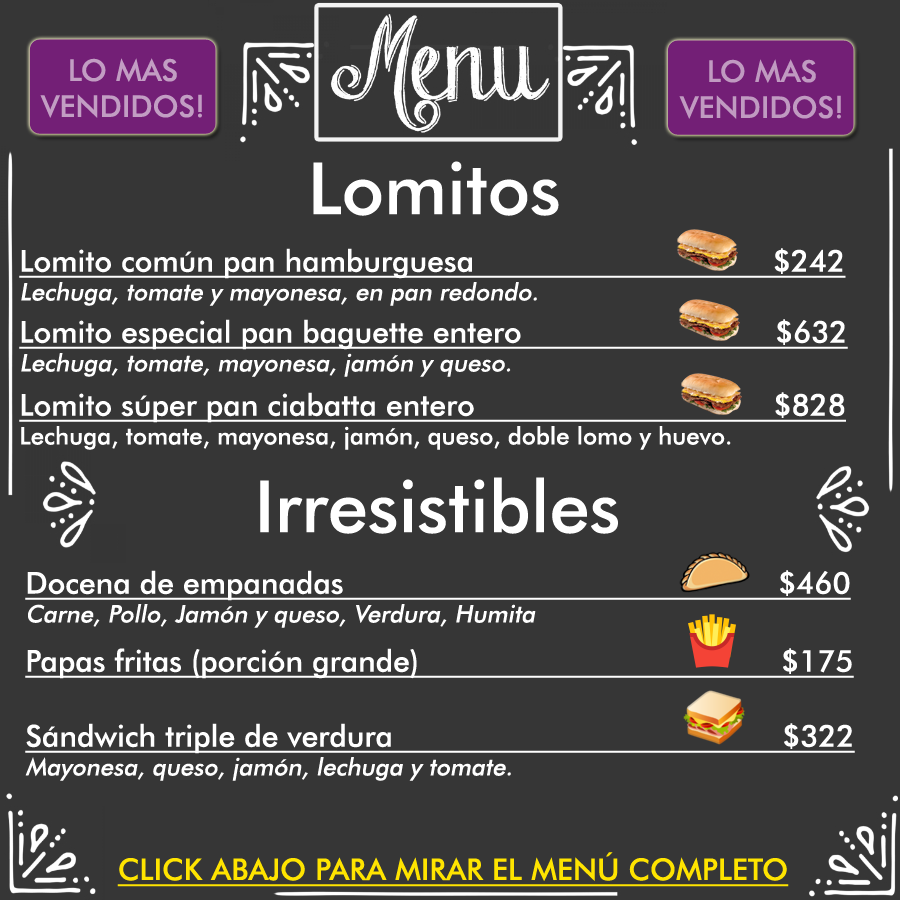 LO MAS
VENDIDOS!
Menu
LO MAS
VENDIDOS!
Lomitos
Lomito común pan hamburguesa $242
Lechuga, tomate y mayonesa, en pan redondo.
Lomito especial pan baguette entero $632
Lechuga, tomate, mayonesa, jamón y queso.
Lomito súper pan ciabatta entero $828
Lechuga, tomate, mayonesa, jamón, queso, doble lomo y huevo.
Irresistibles
Docena de empanadas $460
Carne, Pollo, Jamón y queso, Verdura, Humita
Papas fritas (porción grande) $175
Sándwich triple de verdura $322
Mayonesa, queso, jamón, lechuga y tomate.
CLICK ABAJO PARA MIRAR EL MENÚ COMPLETO